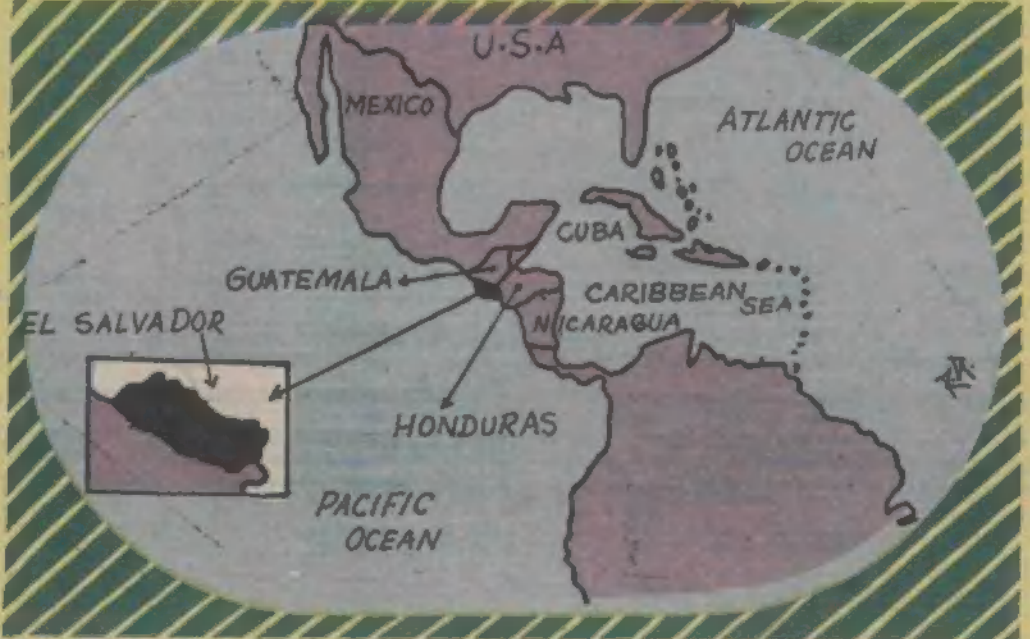 U.S.A
MEXICO
ATLANTIC
OCEAN
CUBA
GUATEMALA
CARIBBEAN
SEA
NICARAGUA
EL SALVADOR
HONDURAS
PACIFIC
OCEAN